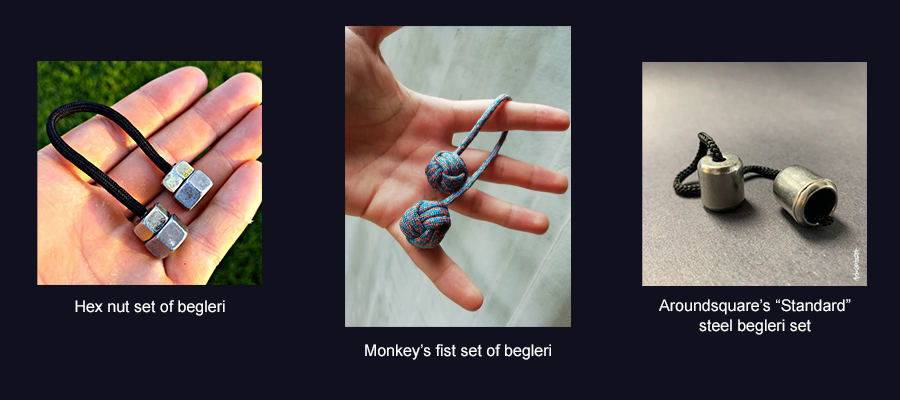 Hex nut set of begleri
Monkey’s fist set of begleri
Aroundsquare’s “Standard”
steel begleri set